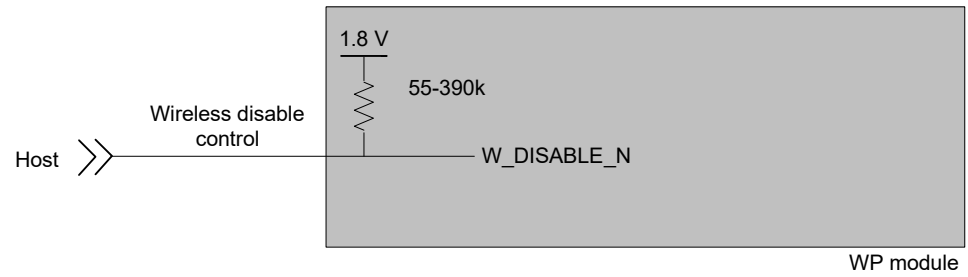 1.8 V
55-390k
Wireless disable
control
Host
W_DISABLE_N
WP module